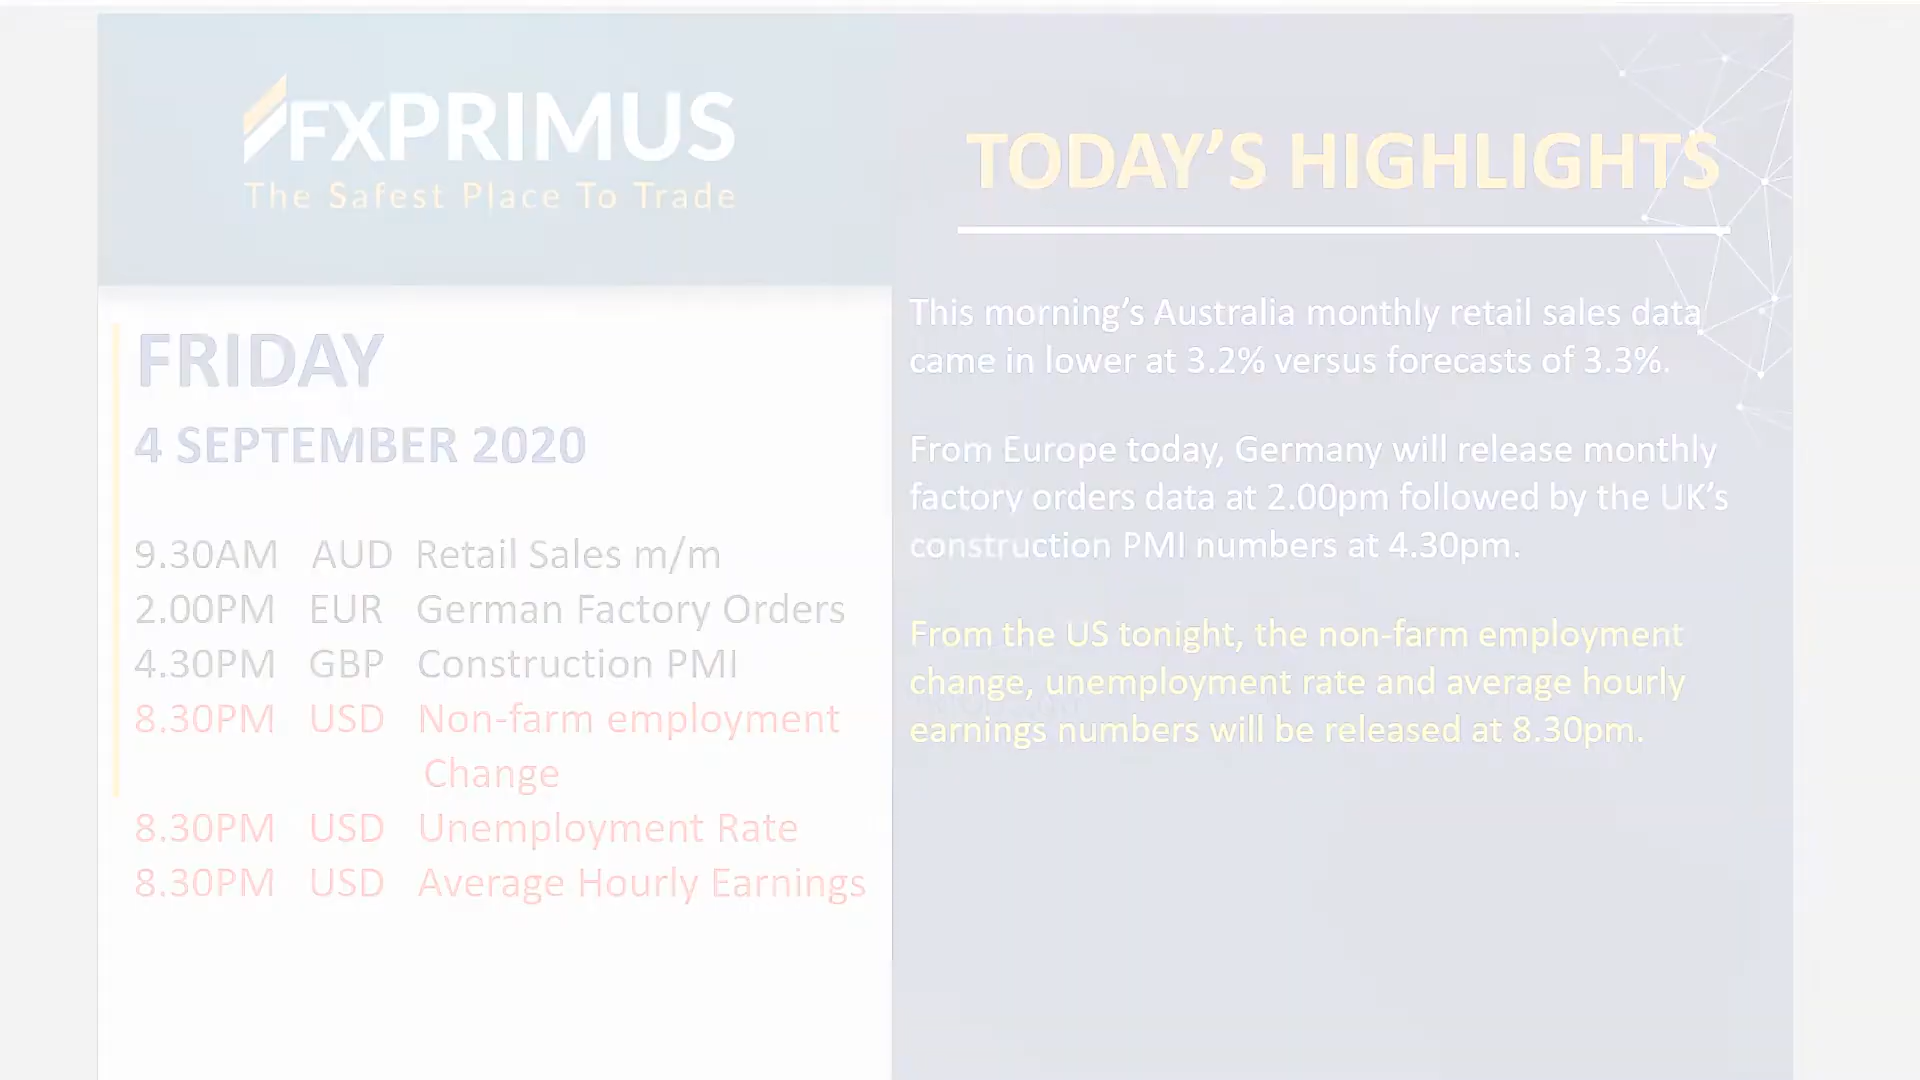 FXPRIMUS
The Safest Place To Trade
FRIDAY
4 SEPTEMBER 2020
9.30AM AUD Retail Sales m/m
2.00PM EUR German Factory Orders
4.30PM GBP Construction PMI
8.30PM USD Non-farm employment
Change
8.30PM USD Unemployment Rate
8.30PM USD Average Hourly Earnings
TODAY’S HIGHLIGHTS
This morning’s Australia monthly retail sales data
came in lower at 3.2% versus forecasts of 3.3%.
From Europe today, Germany will release monthly
factory orders data at 2.00pm followed by the UK’s
construction PMI numbers at 4.30pm.
From the US tonight, the non-farm employment
change, unemployment rate and average hourly
earnings numbers will be released at 8.30pm.